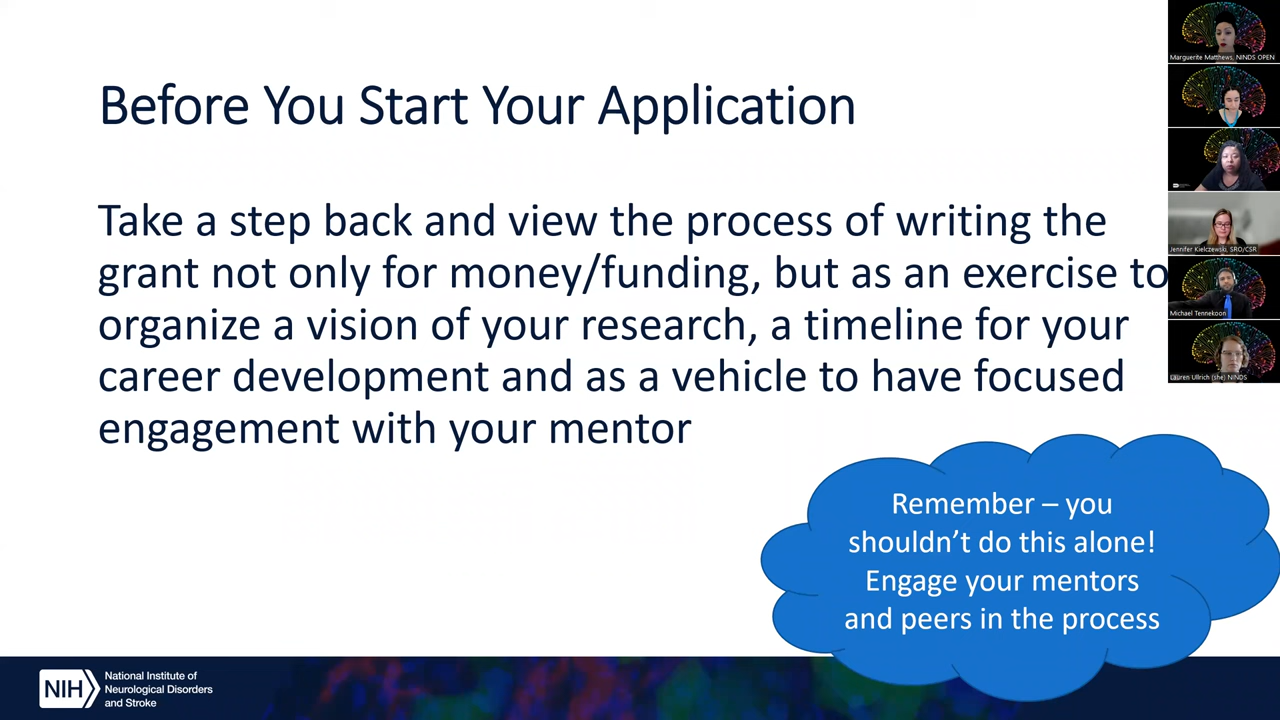 Before You Start Your Application
Take a step back and view the process of writing the
grant not only for money/funding, but as an exercise to
organize a vision of your research, a timeline for your
career development and as a vehicle to have focused
engagement with your mentor
Remember – you
shouldn’t do this alone!
Engage your mentors
and peers in the process
NIH
National Institute of
Neurological Disorders
and Stroke
Marguerite Matthews, NINDS OPEN
Jennifer Kielczewski, SRO/CSR
Michael Tennekoon
Lauren Ullrich (she) NINDS